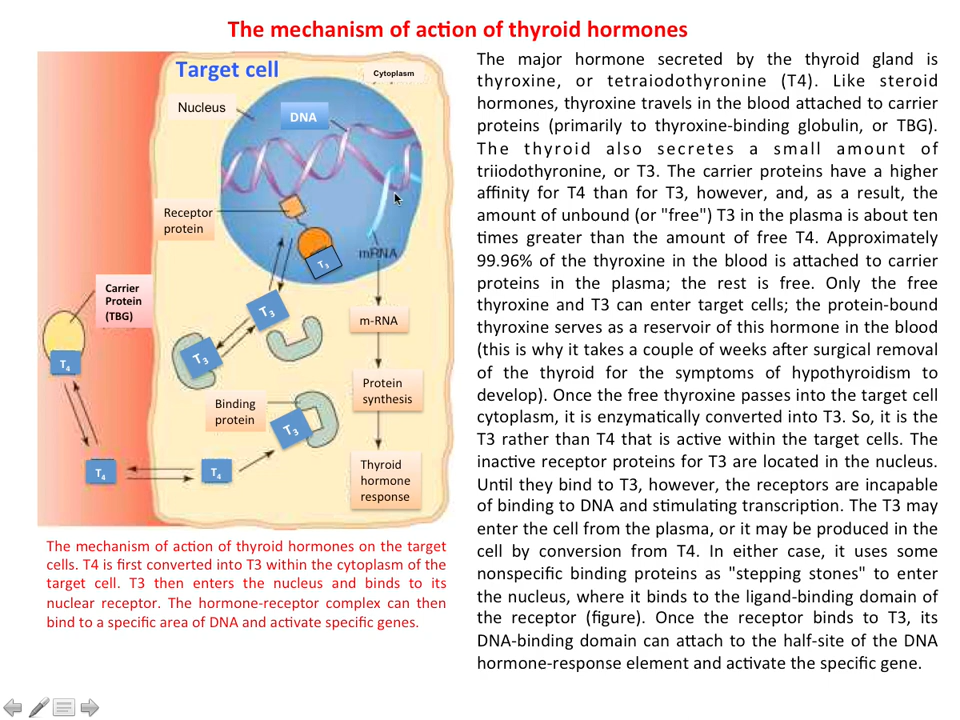 The mechanism of action of thyroid hormones
Target cell
Cytoplasm
Nucleus
DNA
Receptor
protein
T3
mRNA
Carrier
Protein
(TBG)
T3
m-RNA
T3
T4
Protein
synthesis
Binding
protein
T3
Thyroid
hormone
response
T4
T4
The mechanism of action of thyroid hormones on the target
cells. T4 is first converted into T3 within the cytoplasm of the
target cell. T3 then enters the nucleus and binds to its
nuclear receptor. The hormone-receptor complex can then
bind to a specific area of DNA and activate specific genes.
The major hormone secreted by the thyroid gland is
thyroxine, or tetraiodothyronine (T4). Like steroid
hormones, thyroxine travels in the blood attached to carrier
proteins (primarily to thyroxine-binding globulin, or TBG).
The thyroid also secretes a small amount of
triiodothyronine, or T3. The carrier proteins have a higher
affinity for T4 than for T3, however, and, as a result, the
amount of unbound (or "free") T3 in the plasma is about ten
times greater than the amount of free T4. Approximately
99.96% of the thyroxine in the blood is attached to carrier
proteins in the plasma; the rest is free. Only the free
thyroxine and T3 can enter target cells; the protein-bound
thyroxine serves as a reservoir of this hormone in the blood
(this is why it takes a couple of weeks after surgical removal
of the thyroid for the symptoms of hypothyroidism to
develop). Once the free thyroxine passes into the target cell
cytoplasm, it is enzymatically converted into T3. So, it is the
T3 rather than T4 that is active within the target cells. The
inactive receptor proteins for T3 are located in the nucleus.
Until they bind to T3, however, the receptors are incapable
of binding to DNA and stimulating transcription. The T3 may
enter the cell from the plasma, or it may be produced in the
cell by conversion from T4. In either case, it uses some
nonspecific binding proteins as "stepping stones" to enter
the nucleus, where it binds to the ligand-binding domain of
the receptor (figure). Once the receptor binds to T3, its
DNA-binding domain can attach to the half-site of the DNA
hormone-response element and activate the specific gene.